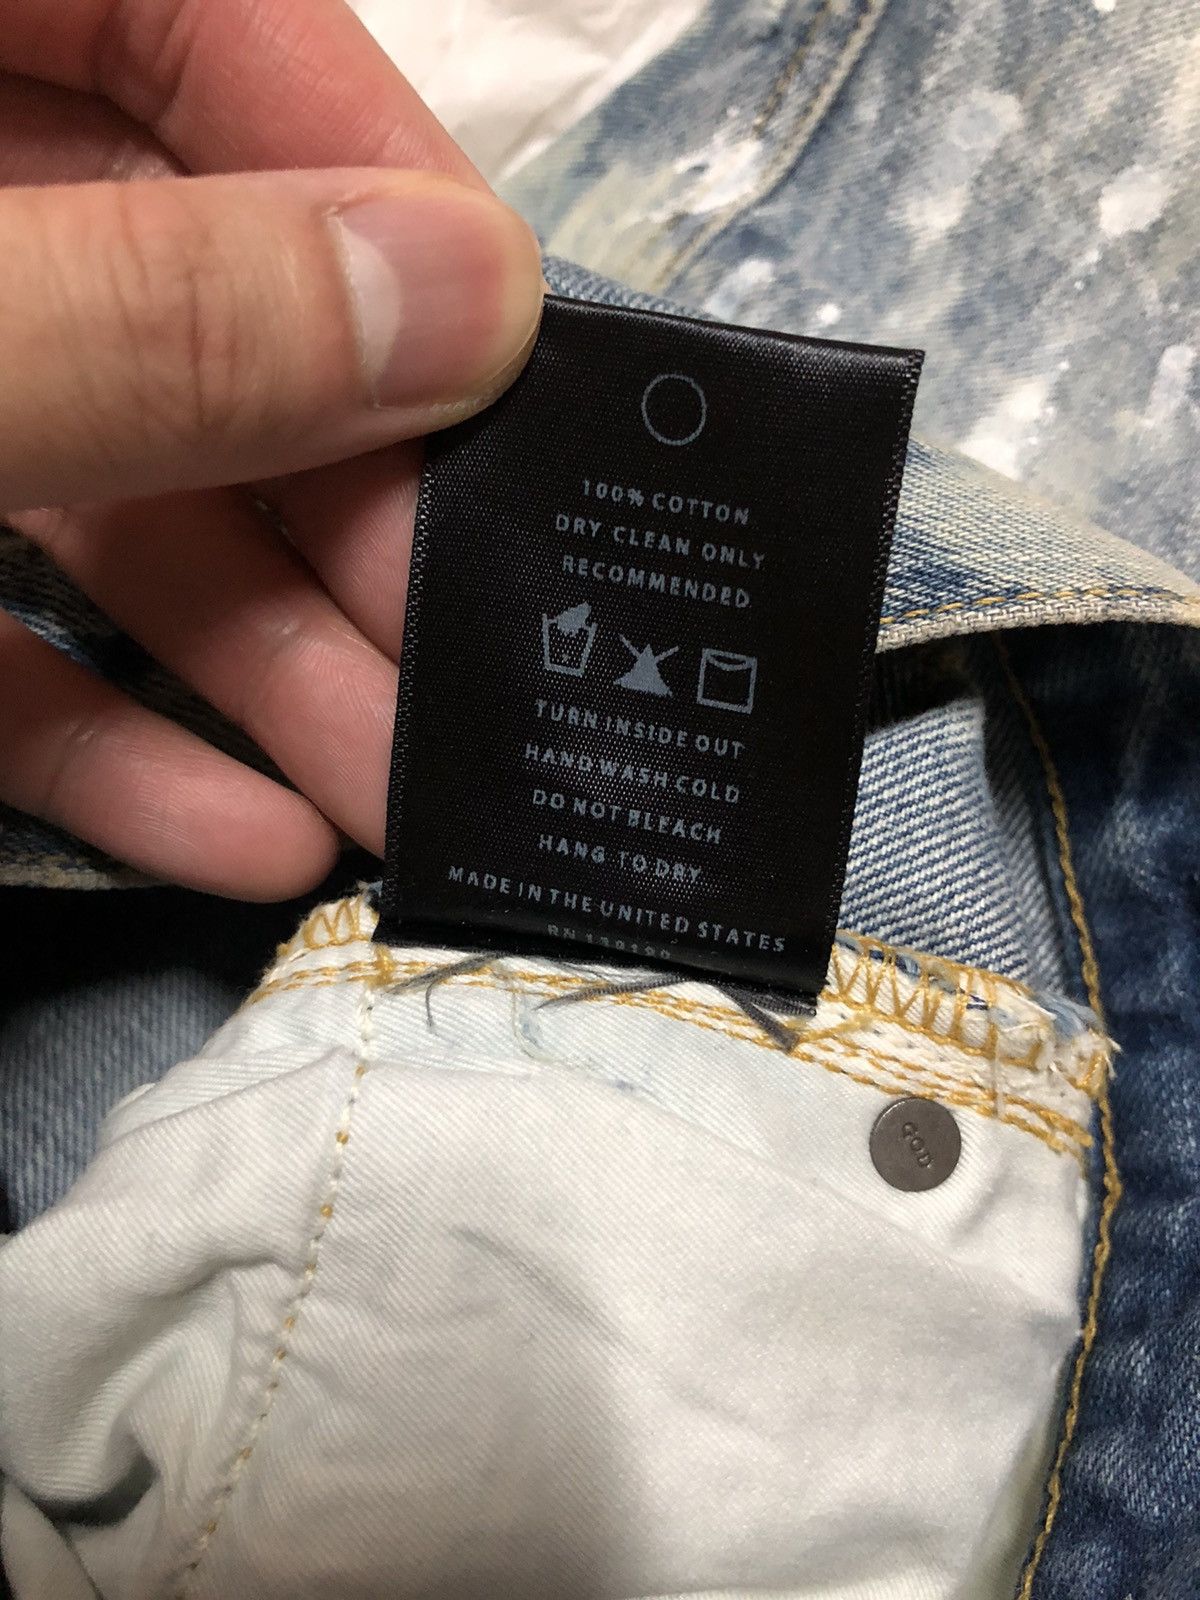 100% COTTON
DRY CLEAN ONLY
RECOMMENDED
TURN INSIDE OUT
HAND WASH COLD
DO NOT BLEACH
HANG TO DRY
MADE IN THE UNITED STATES
RN
GOD